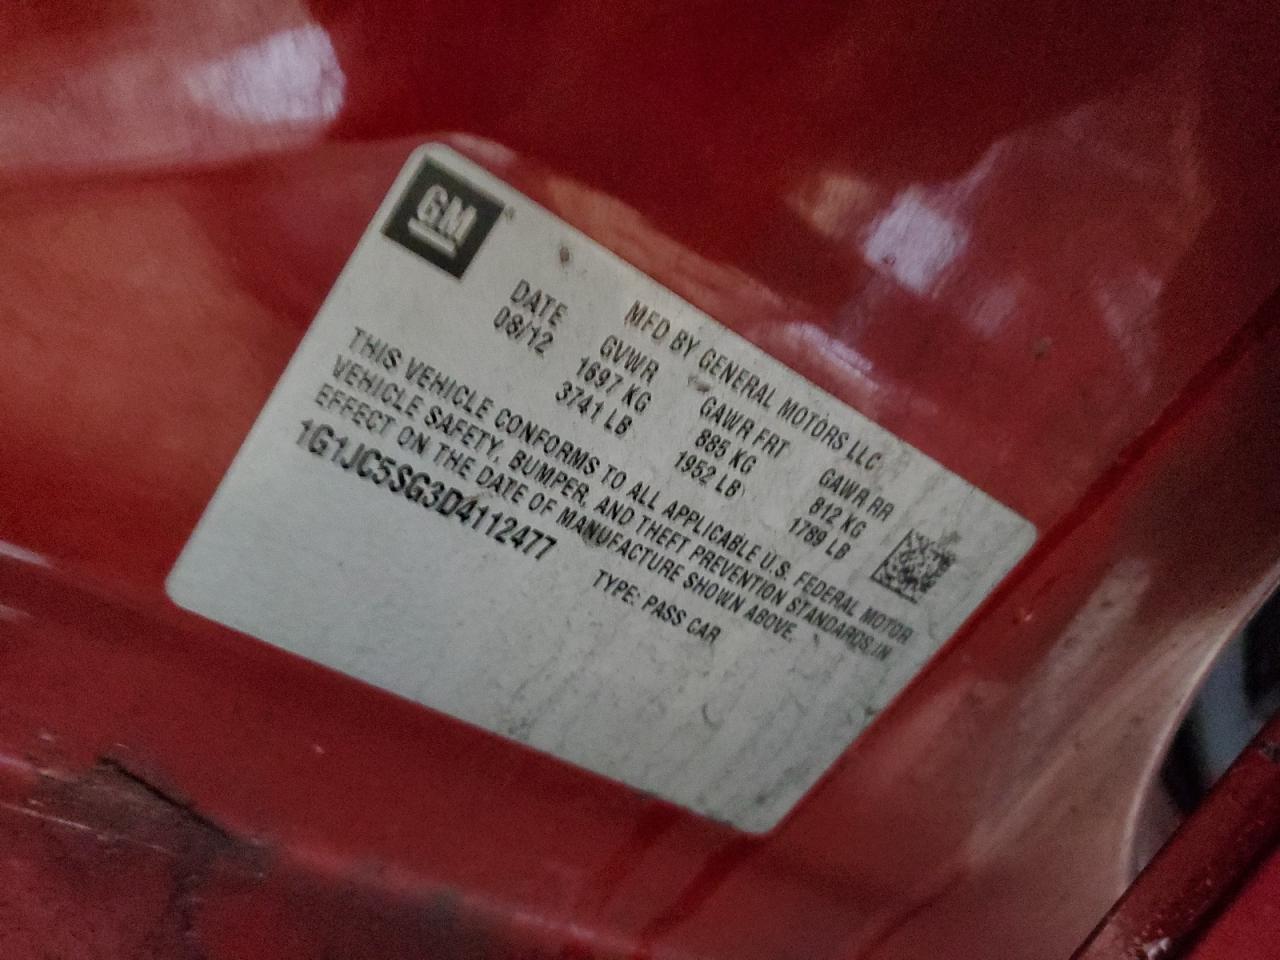 GM
MFD BY GENERAL MOTORS LLC
DATE GVWR GAWR FRT GAWR RR
08/12 1697 KG 885 KG 812 KG
3741 LB 1952 LB 1789 LB
THIS VEHICLE CONFORMS TO ALL APPLICABLE U.S. FEDERAL MOTOR
VEHICLE SAFETY, BUMPER, AND THEFT PREVENTION STANDARDS IN
EFFECT ON THE DATE OF MANUFACTURE SHOWN ABOVE.
1G1JC5SG3D4112477 TYPE: PASS CAR